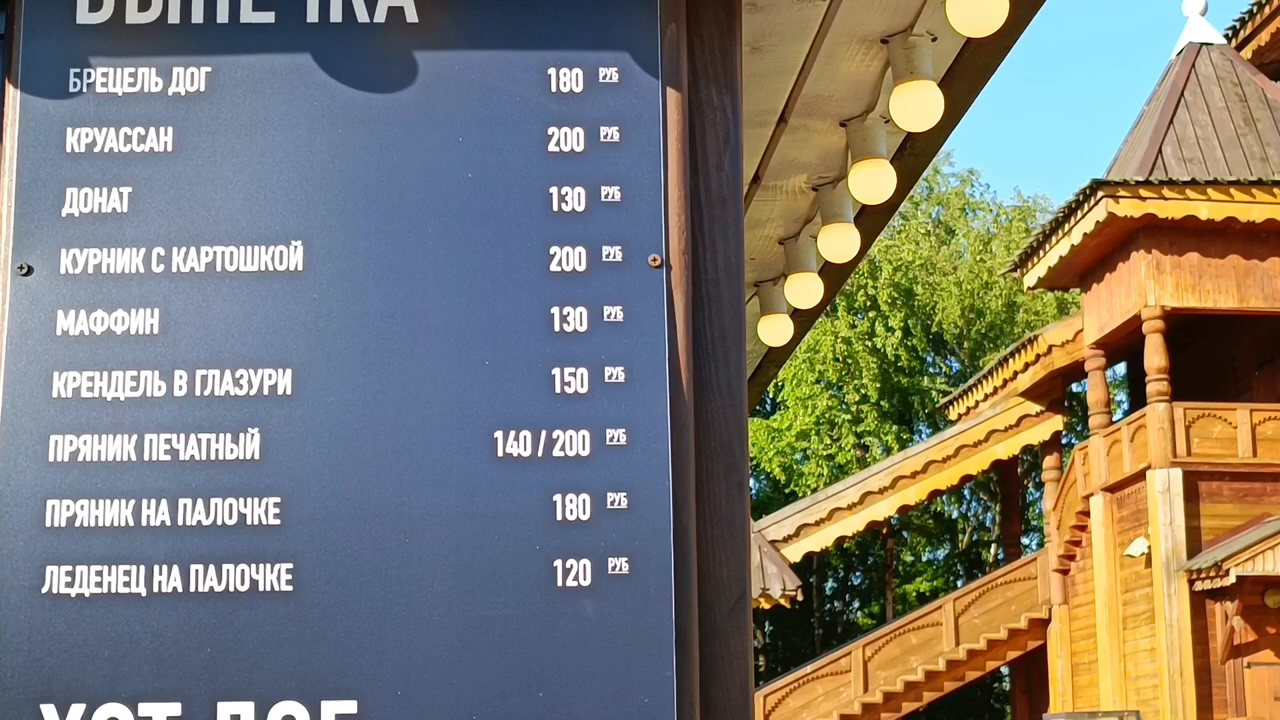 ВЫПЕЧКА
БРЕЦЕЛЬ ДОГ 180 РУБ
КРУАССАН 200 РУБ
ДОНАТ 130 РУБ
КУРНИК С КАРТОШКОЙ 200 РУБ
МАФФИН 130 РУБ
КРЕНДЕЛЬ В ГЛАЗУРИ 150 РУБ
ПРЯНИК ПЕЧАТНЫЙ 140 / 200 РУБ
ПРЯНИК НА ПАЛОЧКЕ 180 РУБ
ЛЕДЕНЕЦ НА ПАЛОЧКЕ 120 РУБ
ХОТ ДОГ